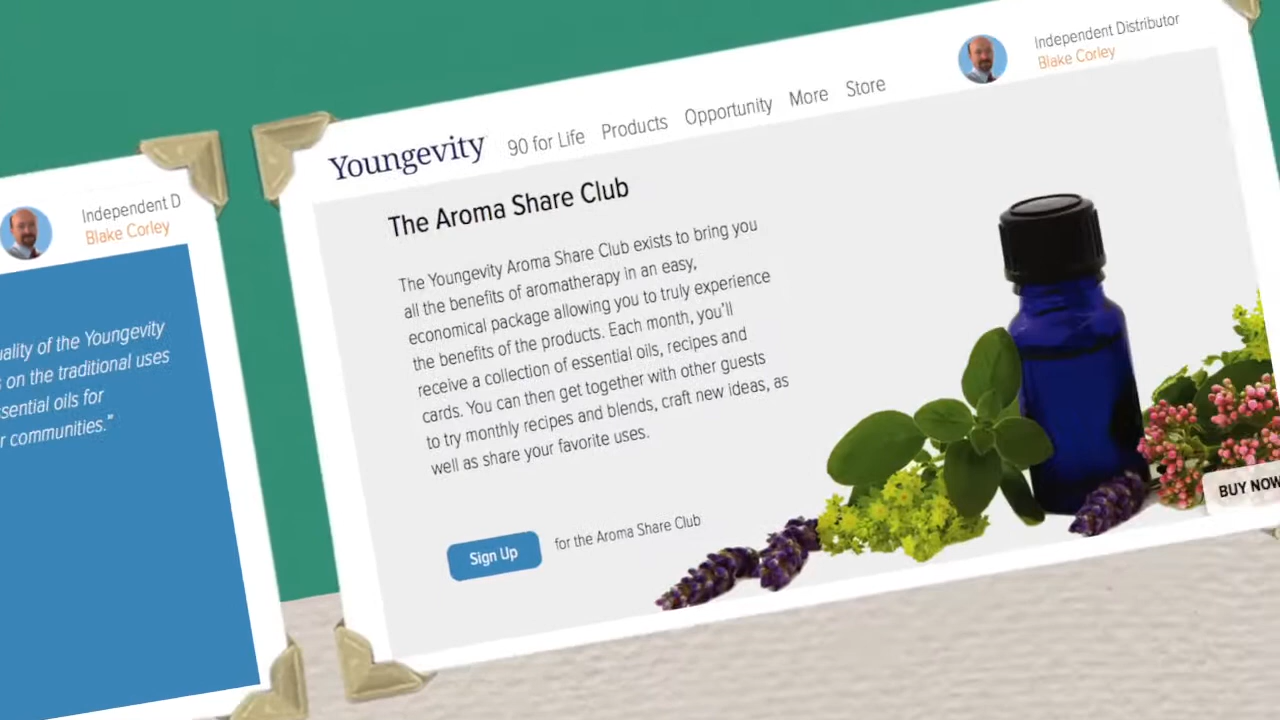 Independent D
Blake Corley
uality of the Youngevity
s on the traditional uses
ssential oils for
r communities.”
Youngevity
90 for Life Products Opportunity More Store
Independent Distributor
Blake Corley
The Aroma Share Club
The Youngevity Aroma Share Club exists to bring you
all the benefits of aromatherapy in an easy,
economical package allowing you to truly experience
the benefits of the products. Each month, you’ll
receive a collection of essential oils, recipes and
cards. You can then get together with other guests
to try monthly recipes and blends, craft new ideas, as
well as share your favorite uses.
Sign Up for the Aroma Share Club
BUY NOW